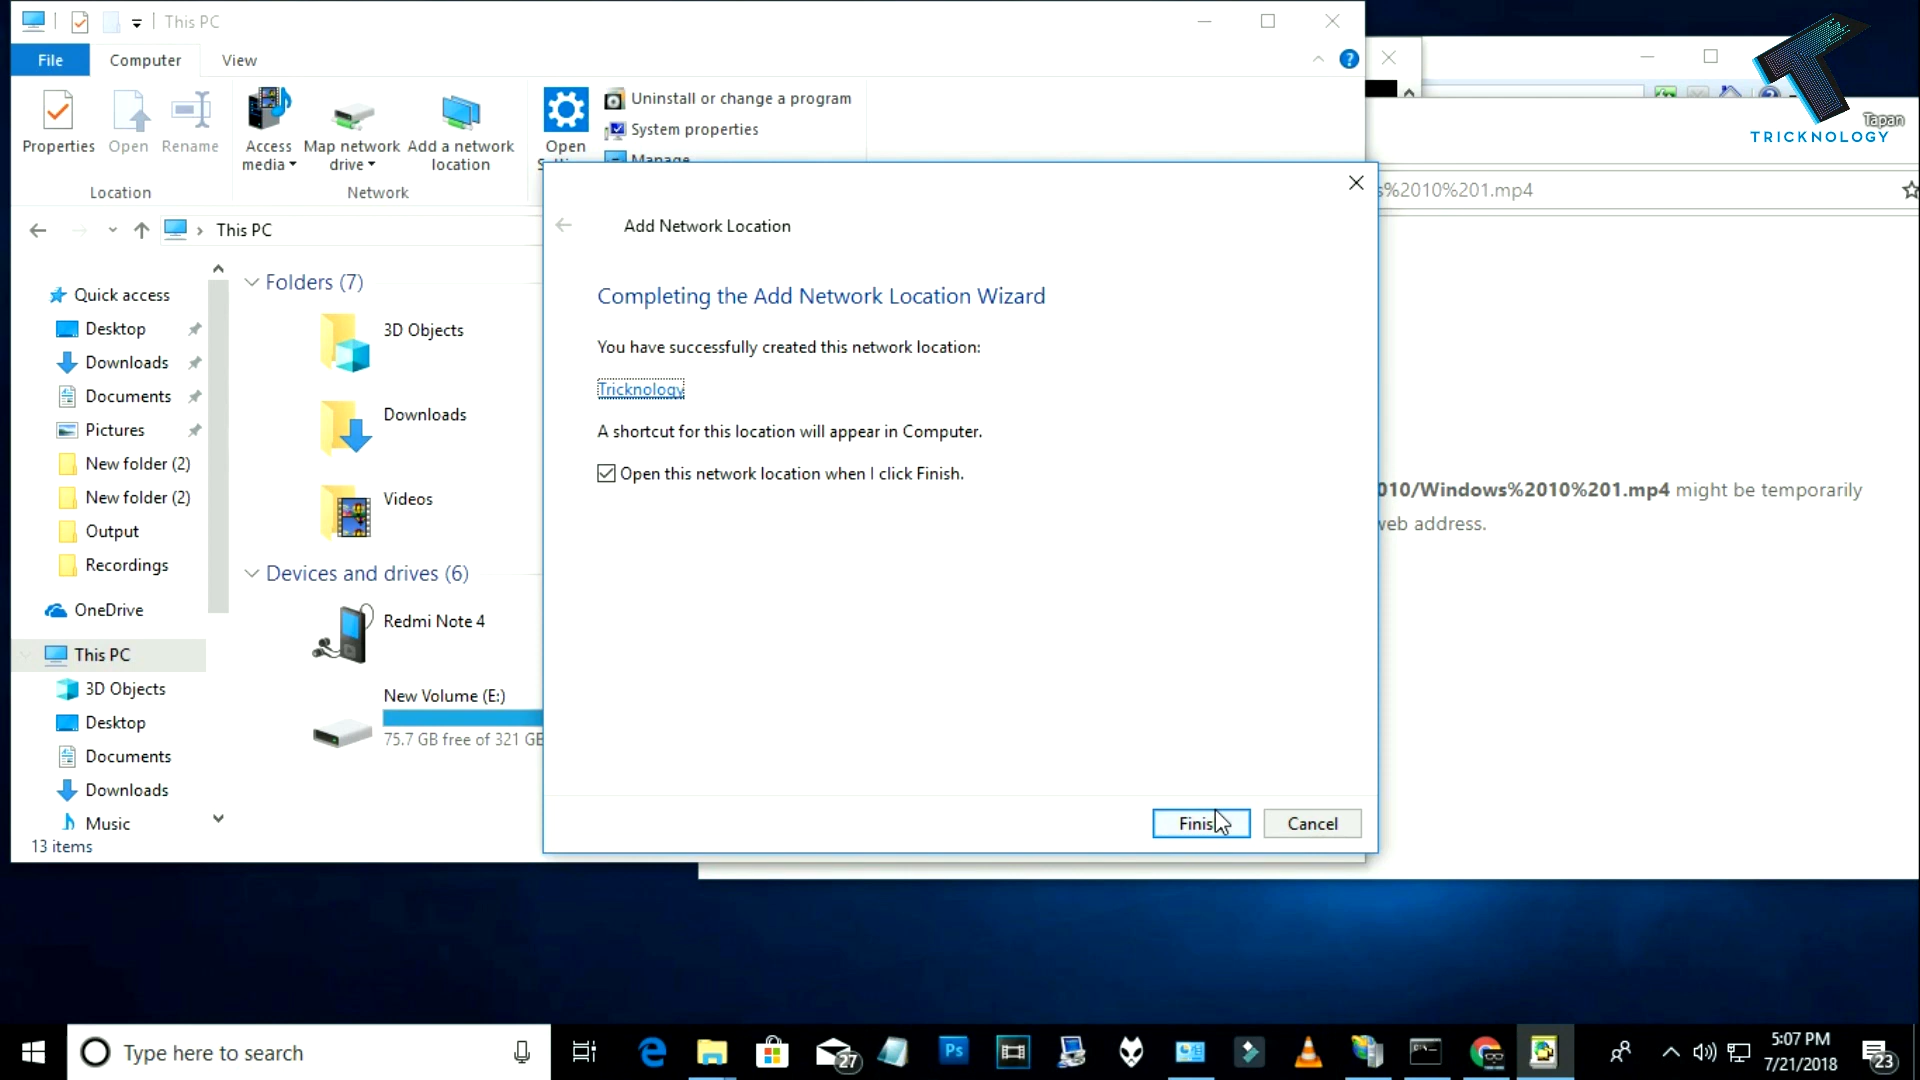 This PC
File
Computer
View
Properties
Open
Rename
Access
media
Map network
drive
Add a network
location
Open
Uninstall or change a program
System properties
Manage
Location
Network
This PC
Quick access
Desktop
Downloads
Documents
Pictures
New folder (2)
New folder (2)
Output
Recordings
OneDrive
This PC
3D Objects
Desktop
Documents
Downloads
Music
13 items
Folders (7)
3D Objects
Downloads
Videos
Devices and drives (6)
Redmi Note 4
New Volume (E:)
75.7 GB free of 321 GB
Add Network Location
Completing the Add Network Location Wizard
You have successfully created this network location:
Tricknology
A shortcut for this location will appear in Computer.
Open this network location when I click Finish.
Finis
Cancel
Tapan
TRICKNOLOGY
s%2010%201.mp4
010/Windows%2010%201.mp4 might be temporarily
web address.
Type here to search
27
Ps
5:07 PM
7/21/2018
23